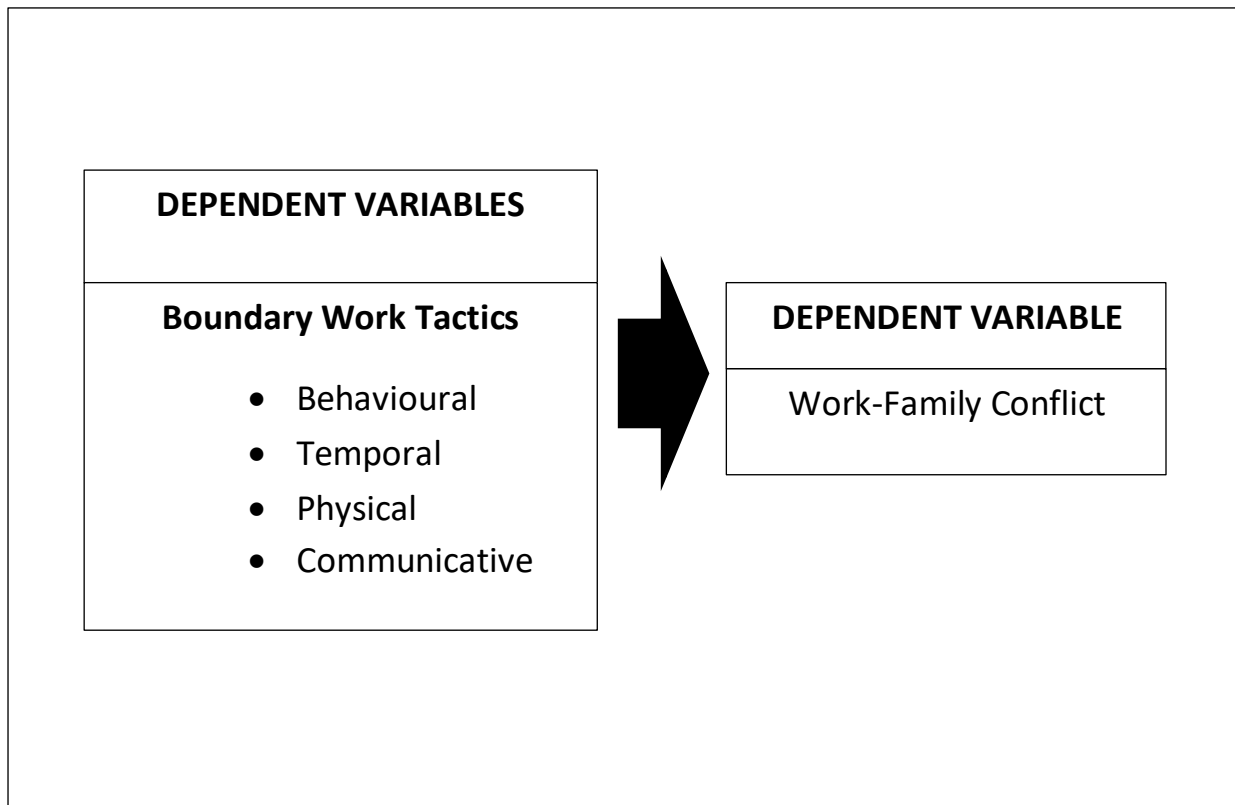 DEPENDENT VARIABLES
Boundary Work Tactics
• Behavioural
• Temporal
• Physical
• Communicative
DEPENDENT VARIABLE
Work-Family Conflict